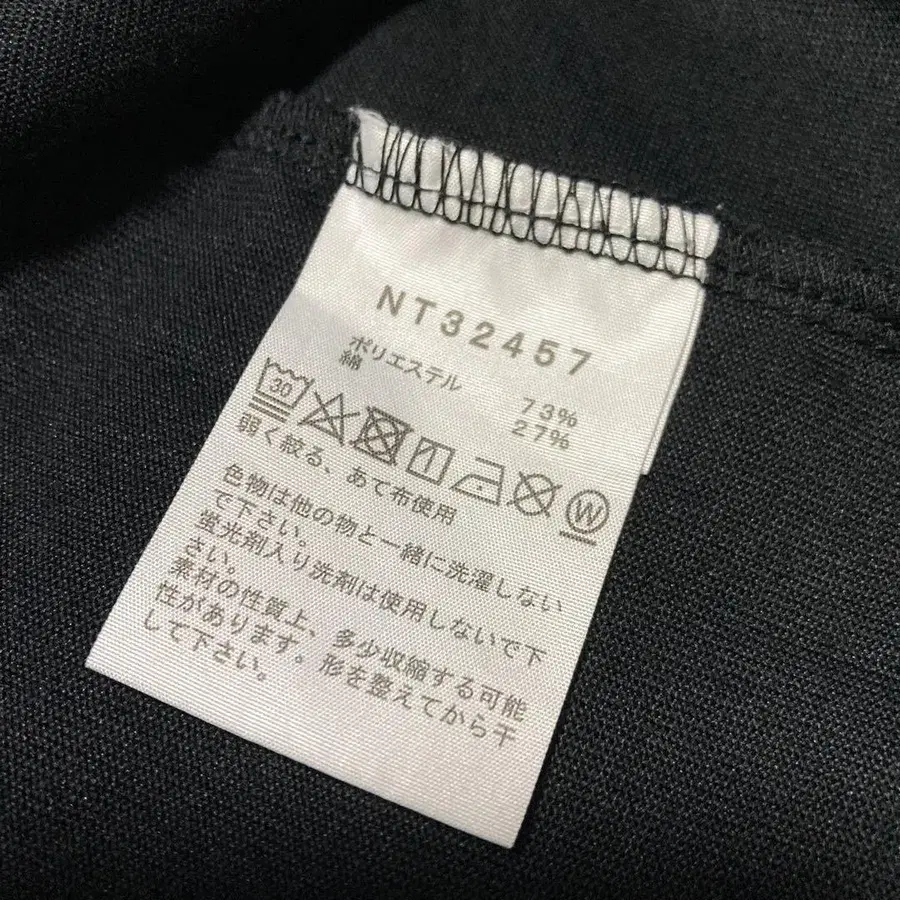 NT32457
ポリエステル 73%
綿 27%
30 W
弱く絞る、あて布使用
色物は他の物と一緒に洗濯しない
で下さい。
蛍光剤入り洗剤は使用しないで下
さい。
素材の性質上、多少収縮する可能
性があります。形を整えてから干
して下さい。